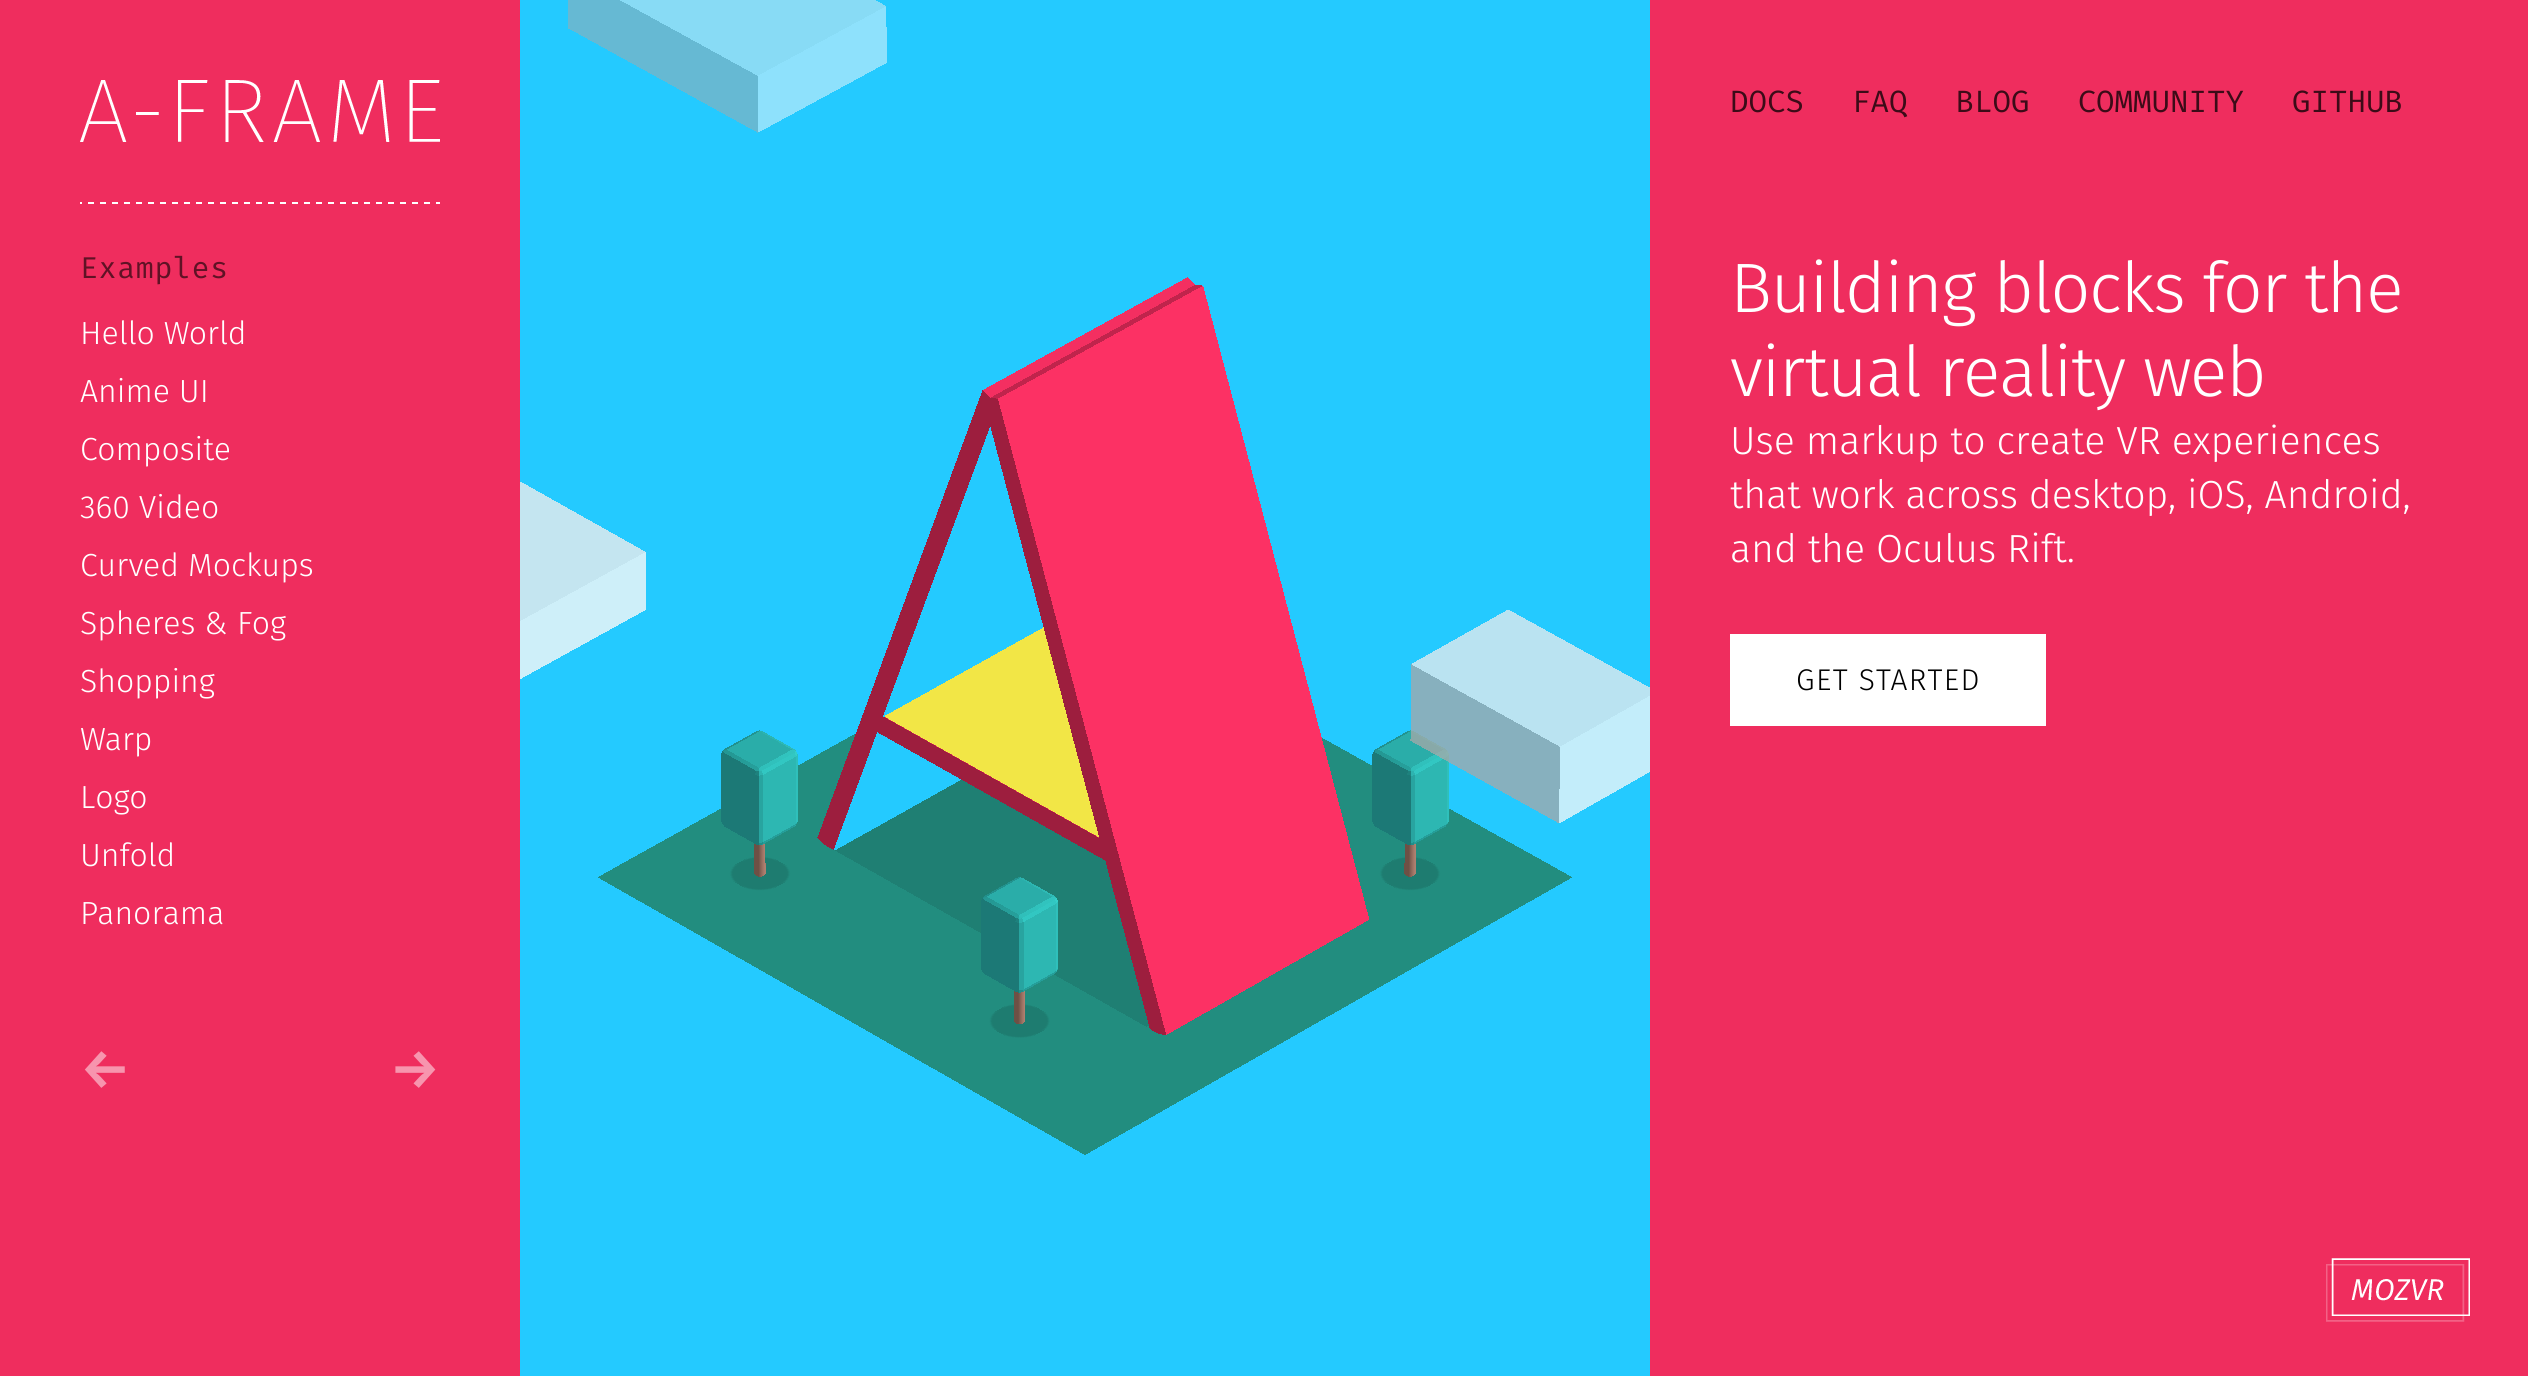 A-FRAME
Examples
Hello World
Anime UI
Composite
360 Video
Curved Mockups
Spheres & Fog
Shopping
Warp
Logo
Unfold
Panorama
DOCS FAQ BLOG COMMUNITY GITHUB
Building blocks for the
virtual reality web
Use markup to create VR experiences
that work across desktop, iOS, Android,
and the Oculus Rift.
GET STARTED
MOZVR